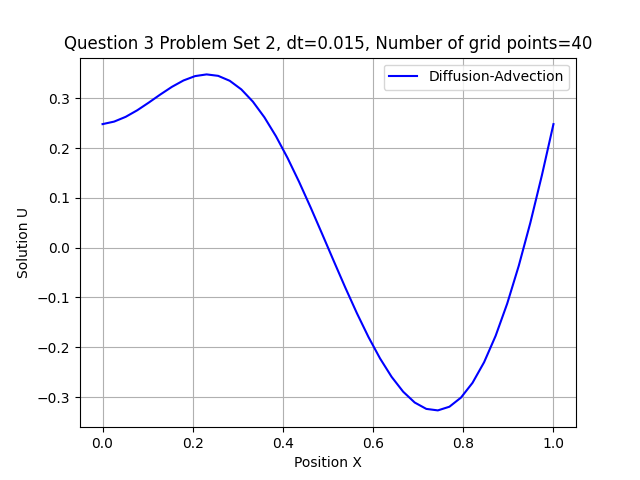 Question 3 Problem Set 2, dt=0.015, Number of grid points=40
Diffusion-Advection
Solution U
0.3
0.2
0.1
0.0
−0.1
−0.2
−0.3
0.0 0.2 0.4 0.6 0.8 1.0
Position X